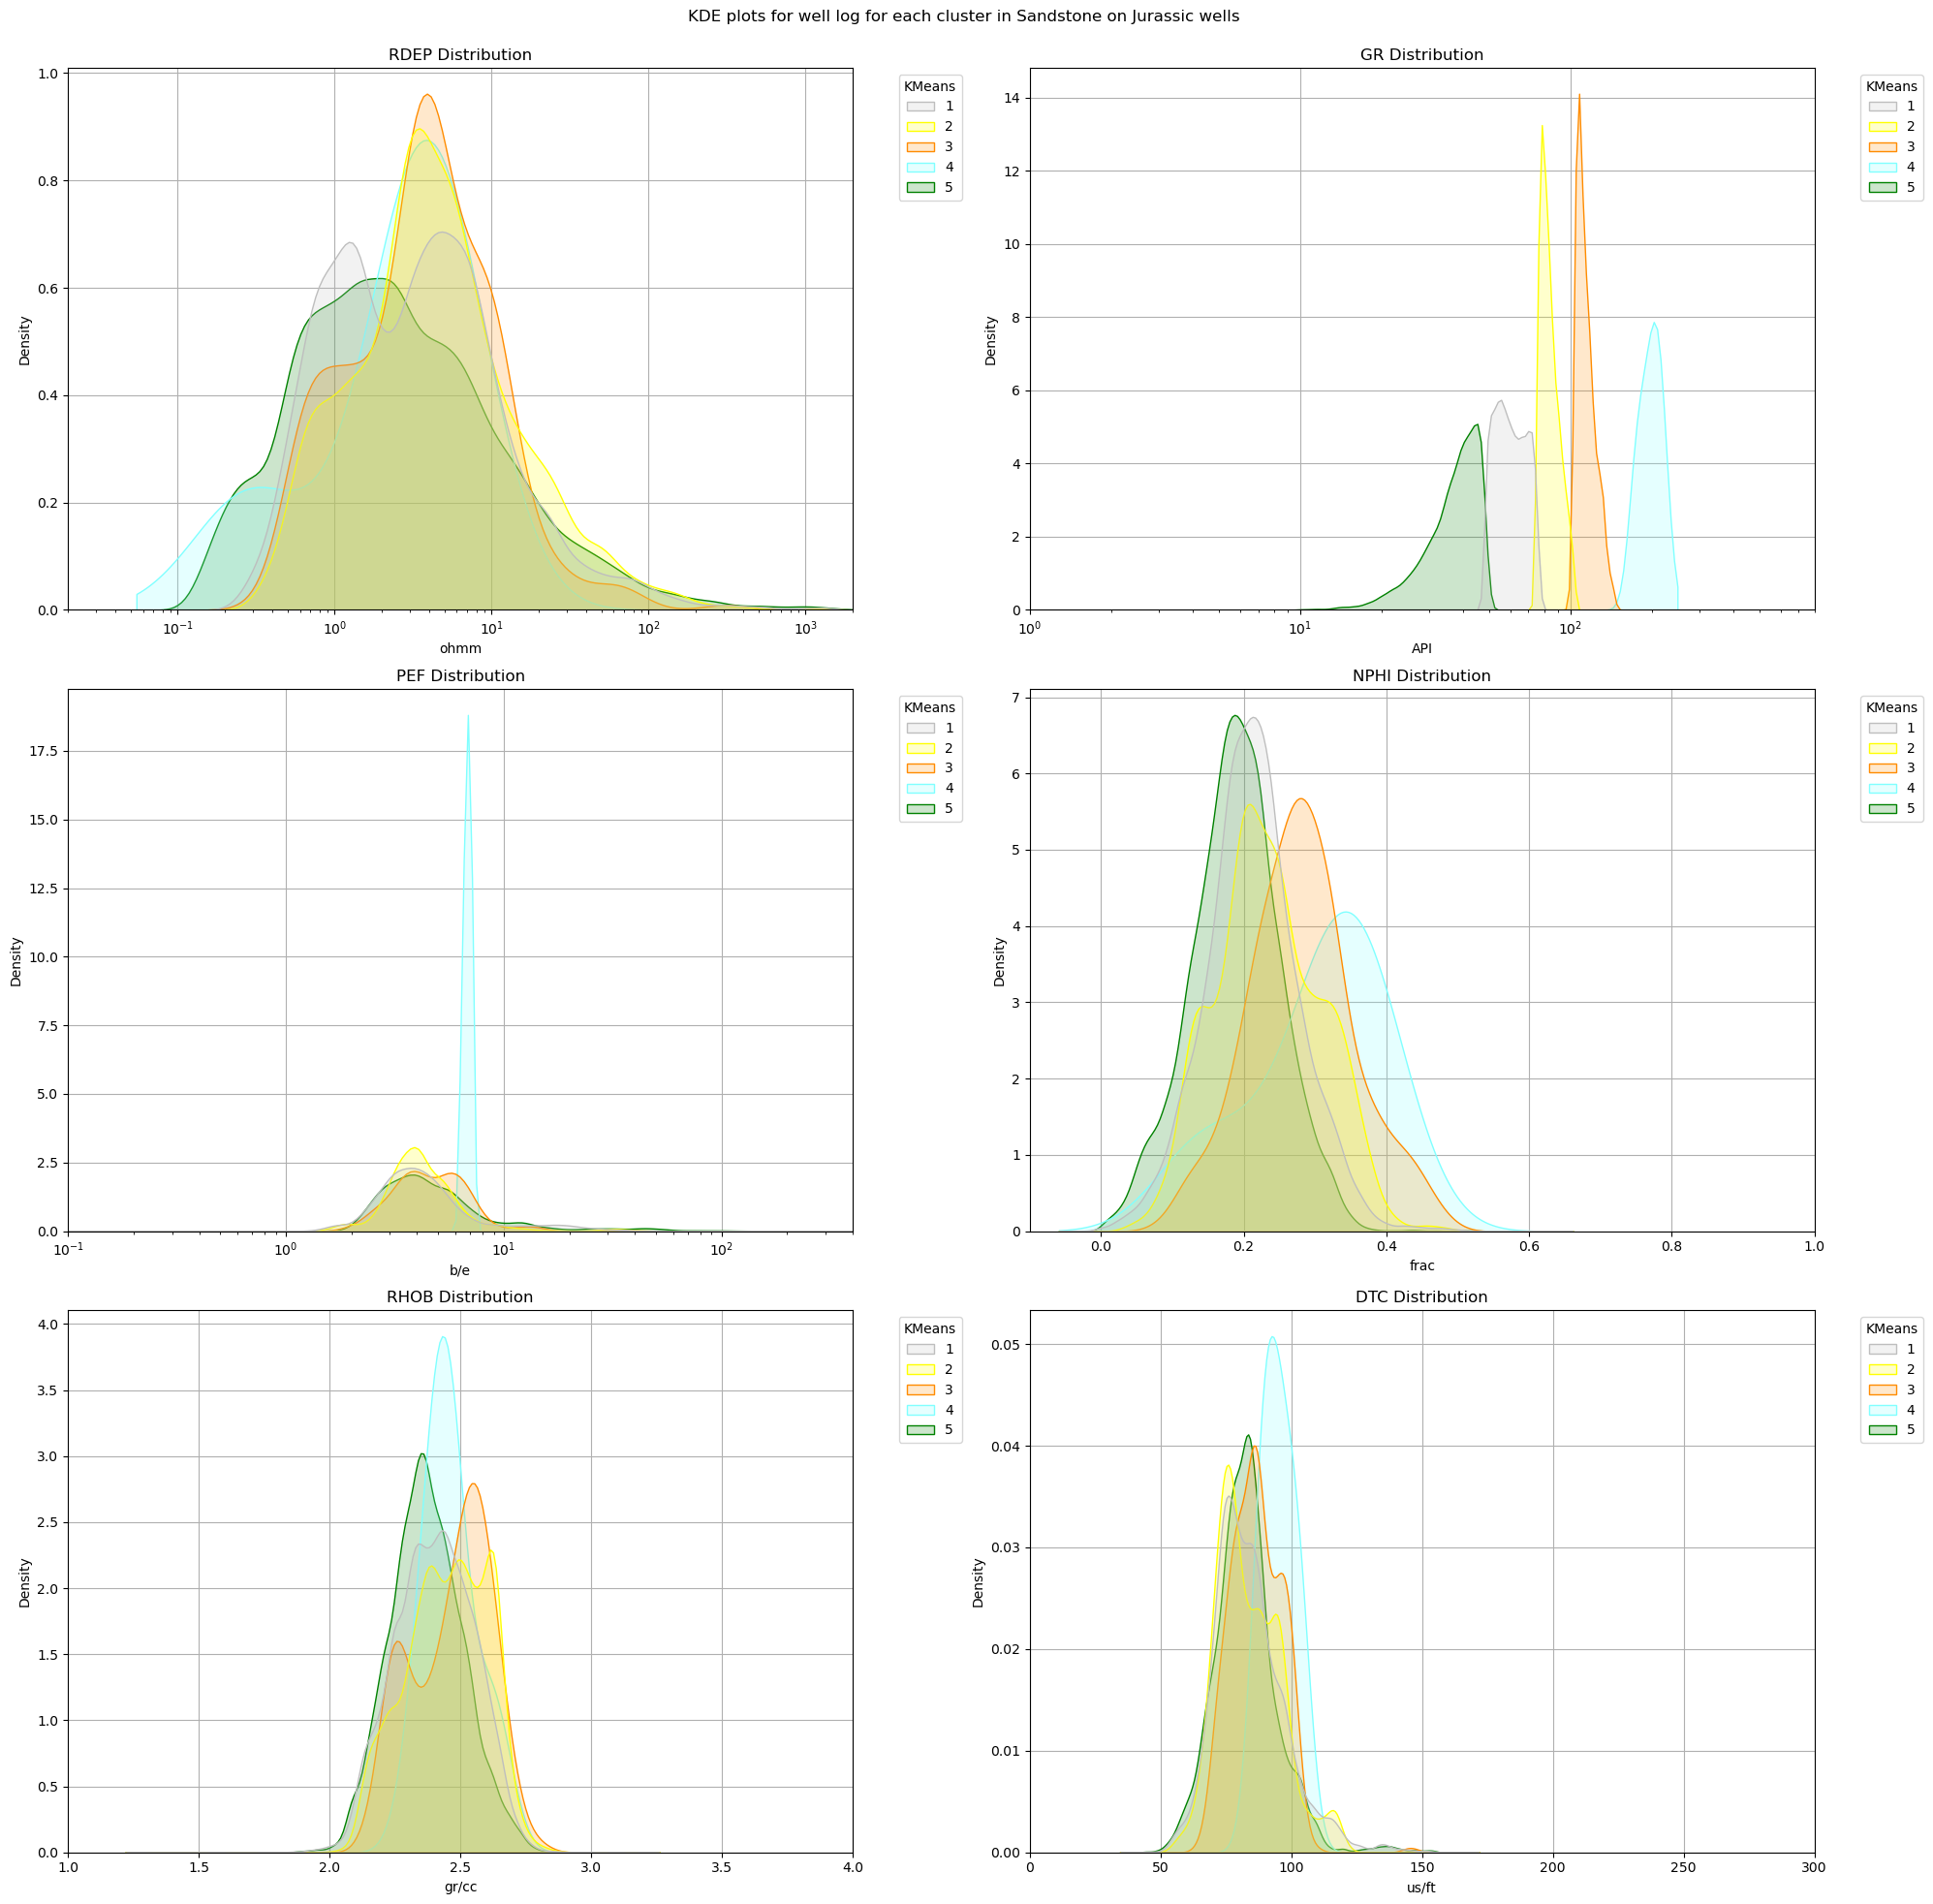 KDE plots for well log for each cluster in Sandstone on Jurassic wells
RDEP Distribution
Density
1.0
0.8
0.6
0.4
0.2
0.0
10⁻¹ 10⁰ 10¹ 10² 10³
ohmm
KMeans
1
2
3
4
5
GR Distribution
Density
14
12
10
8
6
4
2
0
10⁰ 10¹ 10²
API
KMeans
1
2
3
4
5
PEF Distribution
Density
17.5
15.0
12.5
10.0
7.5
5.0
2.5
0.0
10⁻¹ 10⁰ 10¹ 10²
b/e
KMeans
1
2
3
4
5
NPHI Distribution
Density
7
6
5
4
3
2
1
0
0.0 0.2 0.4 0.6 0.8 1.0
frac
KMeans
1
2
3
4
5
RHOB Distribution
Density
4.0
3.5
3.0
2.5
2.0
1.5
1.0
0.5
0.0
1.0 1.5 2.0 2.5 3.0 3.5 4.0
gr/cc
KMeans
1
2
3
4
5
DTC Distribution
Density
0.05
0.04
0.03
0.02
0.01
0.00
0 50 100 150 200 250 300
us/ft
KMeans
1
2
3
4
5